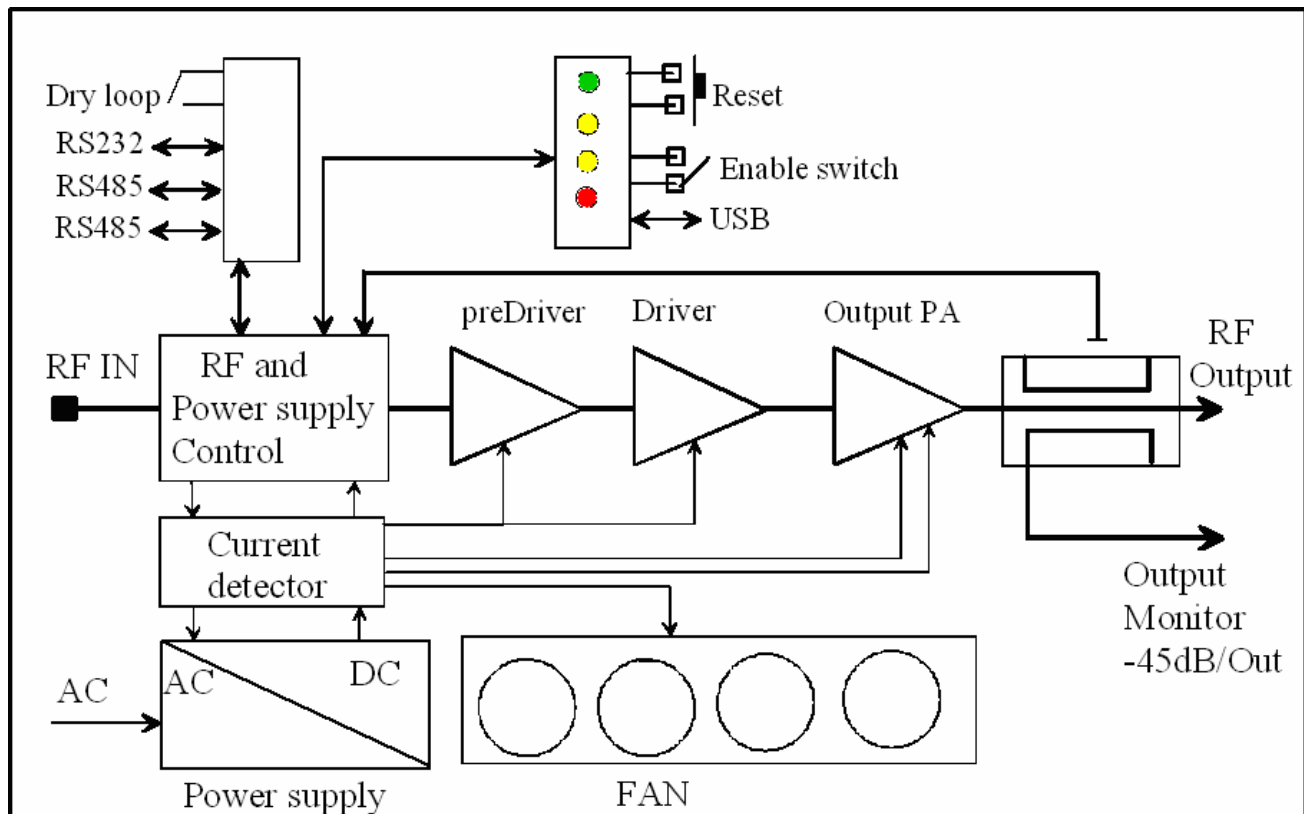 Dry loop
RS232
RS485
RS485
Reset
Enable switch
USB
preDriver
Driver
Output PA
RF IN
RF and
Power supply
Control
RF
Output
Current
detector
Output
Monitor
-45dB/Out
AC
AC
DC
Power supply
FAN